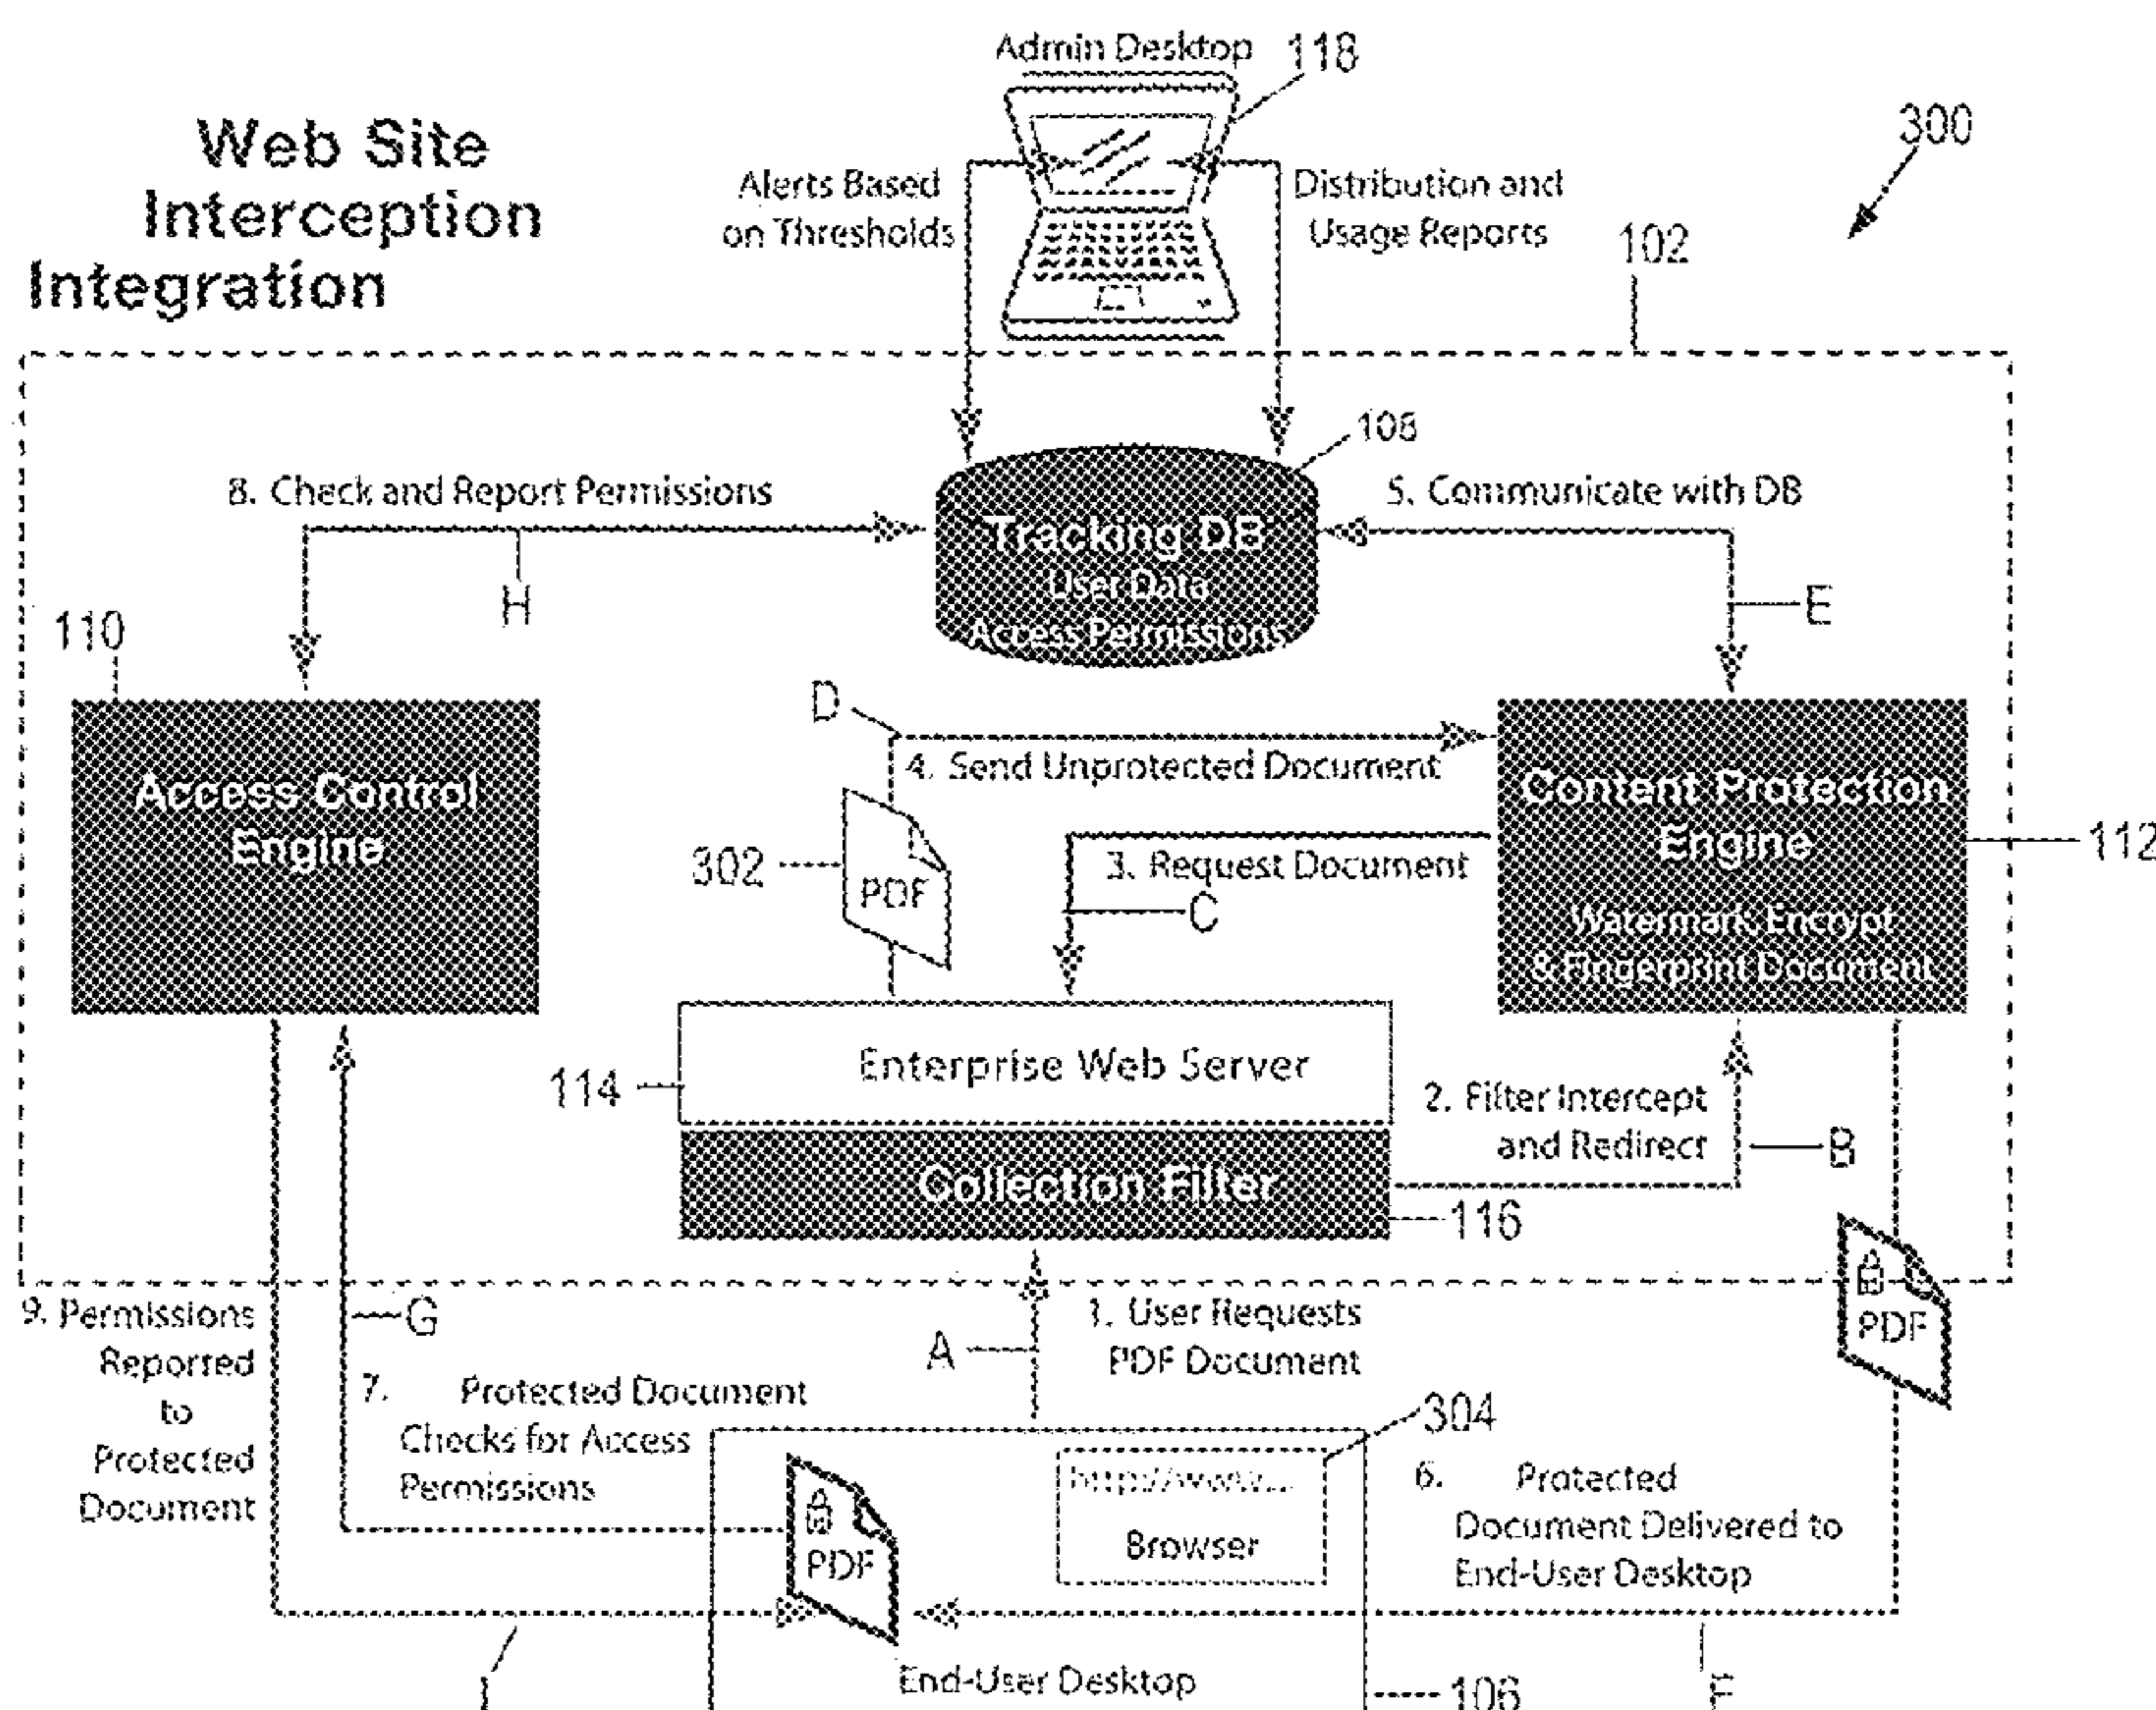 Admin Desktop 118
Web Site
Interception
Integration
300
Alerts Based
on Thresholds
Distribution and
Usage Reports
102
108
8. Check and Report Permissions
5. Communicate with DB
Tracking DB
User Data
Access Permissions
H
E
110
D
4. Send Unprotected Document
Access Control
Engine
Content Protection
Engine
Watermark, Encrypt
& Fingerprint Document
112
302
PDF
3. Request Document
C
Enterprise Web Server
114
2. Filter Intercept
and Redirect
B
Collection Filter
116
PDF
9. Permissions
Reported
to
Protected
Document
G
A
1. User Requests
PDF Document
7. Protected Document
Checks for Access
Permissions
304
http://www...
Browser
PDF
6. Protected
Document Delivered to
End-User Desktop
End-User Desktop
106
F